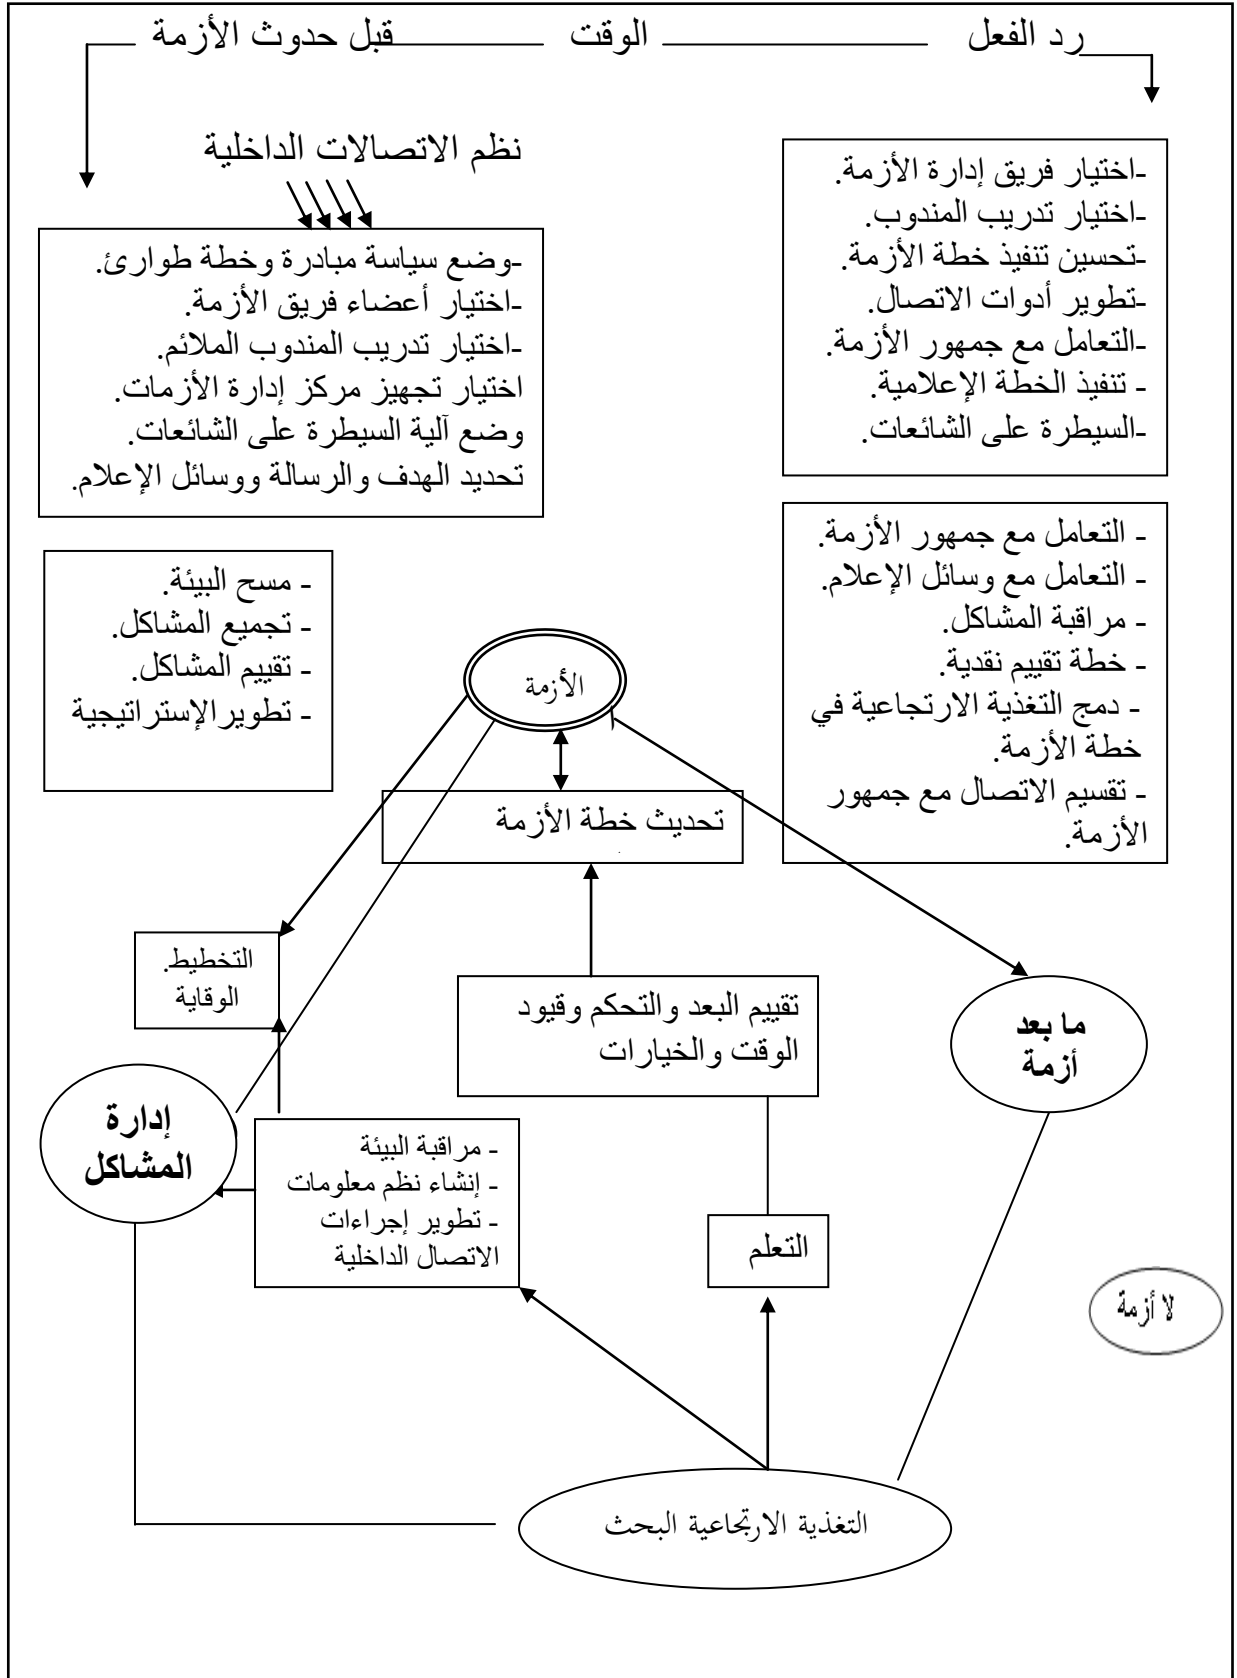 رد الفعل الوقت قبل حدوث الأزمة
نظم الاتصالات الداخلية
-اختيار فريق إدارة الأزمة.
-اختيار تدريب المندوب.
-تحسين تنفيذ خطة الأزمة.
-تطوير أدوات الاتصال.
-التعامل مع جمهور الأزمة.
- تنفيذ الخطة الإعلامية.
-السيطرة على الشائعات.
-وضع سياسة مبادرة وخطة طوارئ.
-اختيار أعضاء فريق الأزمة.
-اختيار تدريب المندوب الملائم.
اختيار تجهيز مركز إدارة الأزمات.
وضع آلية السيطرة على الشائعات.
تحديد الهدف والرسالة ووسائل الإعلام.
- التعامل مع جمهور الأزمة.
- التعامل مع وسائل الإعلام.
- مراقبة المشاكل.
- خطة تقييم نقدية.
- دمج التغذية الارتجاعية في
خطة الأزمة.
- تقسيم الاتصال مع جمهور
الأزمة.
- مسح البيئة.
- تجميع المشاكل.
- تقييم المشاكل.
- تطوير الإستراتيجية
الأزمة
تحديث خطة الأزمة
التخطيط.
الوقاية
تقييم البعد والتحكم وقيود
الوقت والخيارات
ما بعد
أزمة
إدارة
المشاكل
- مراقبة البيئة
- إنشاء نظم معلومات
- تطوير إجراءات
الاتصال الداخلية
التعلم
لا أزمة
التغذية الارتجاعية البحث